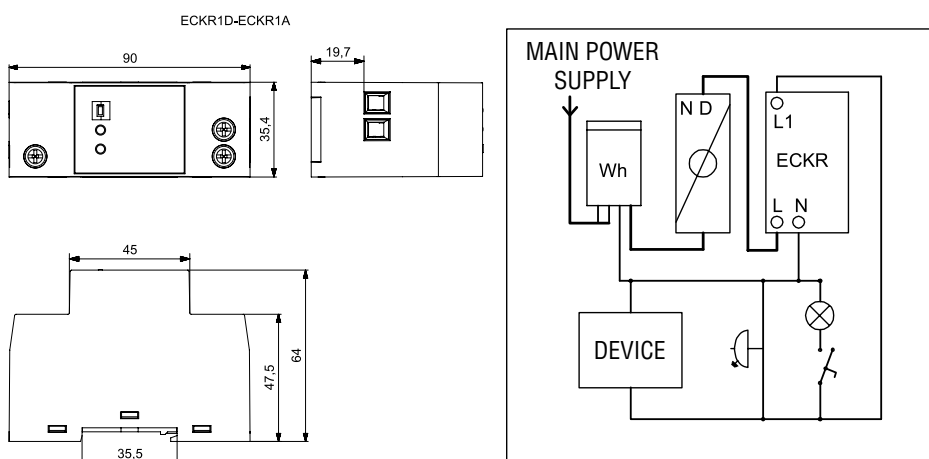 ECKR1D-ECKR1A
90
19,7
35,4
45
47,5
64
35,5
MAIN POWER
SUPPLY
Wh
N D
L1
ECKR
L N
DEVICE